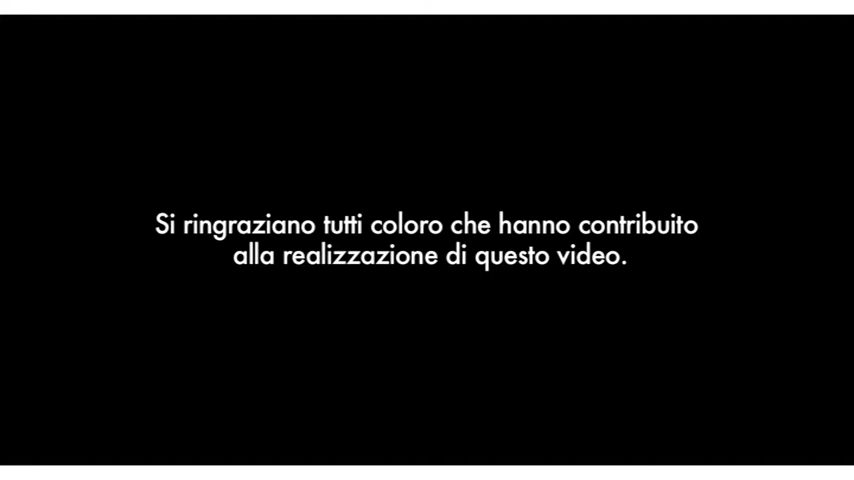 Si ringraziano tutti coloro che hanno contribuito
alla realizzazione di questo video.